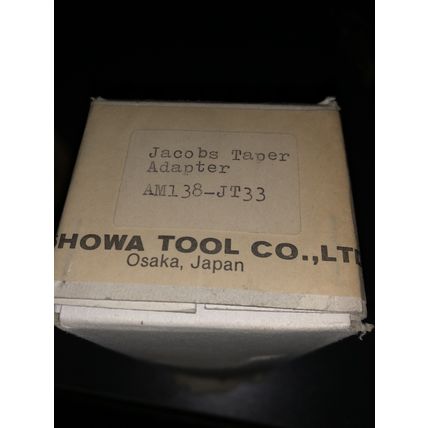 Jacobs Taper
Adapter
AM138-JT33
SHOWA TOOL CO.,LTD
Osaka, Japan